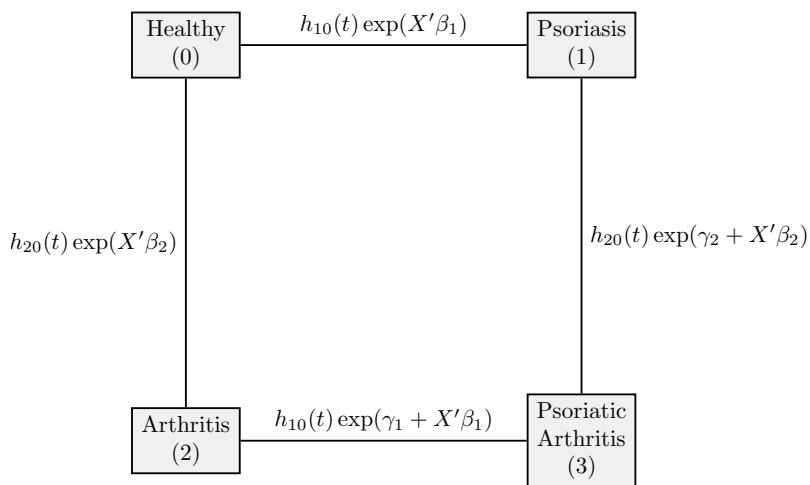 Healthy
(0)
h₁₀(t) exp(X′β₁)
Psoriasis
(1)
h₂₀(t) exp(X′β₂)
h₂₀(t) exp(γ₂ + X′β₂)
Arthritis
(2)
h₁₀(t) exp(γ₁ + X′β₁)
Psoriatic
Arthritis
(3)